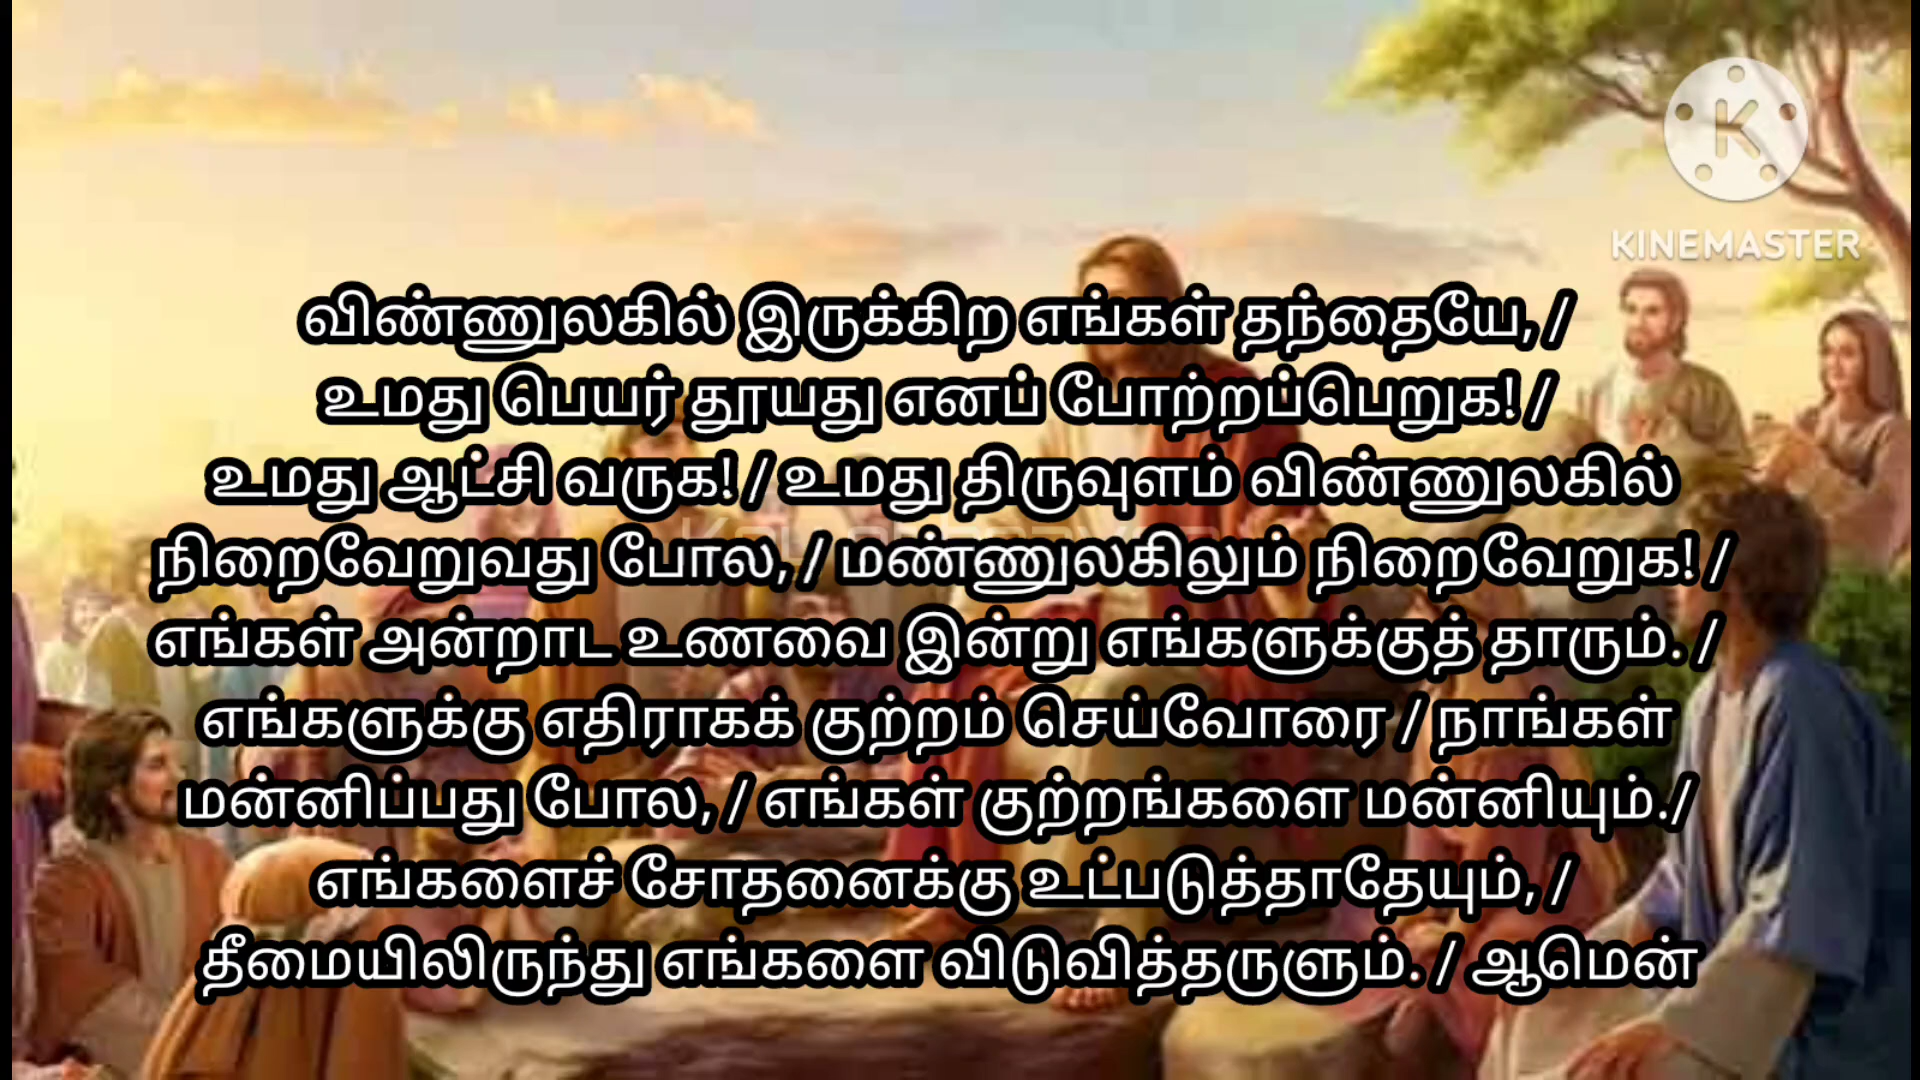 KINEMASTER
விண்ணுலகில் இருக்கிற எங்கள் தந்தையே, /
உமது பெயர் தூயது எனப் போற்றப்பெறுக! /
உமது ஆட்சி வருக! / உமது திருவுளம் விண்ணுலகில்
நிறைவேறுவது போல, / மண்ணுலகிலும் நிறைவேறுக! /
எங்கள் அன்றாட உணவை இன்று எங்களுக்குத் தாரும். /
எங்களுக்கு எதிராகக் குற்றம் செய்வோரை / நாங்கள்
மன்னிப்பது போல, / எங்கள் குற்றங்களை மன்னியும்./
எங்களைச் சோதனைக்கு உட்படுத்தாதேயும், /
தீமையிலிருந்து எங்களை விடுவித்தருளும். / ஆமென்